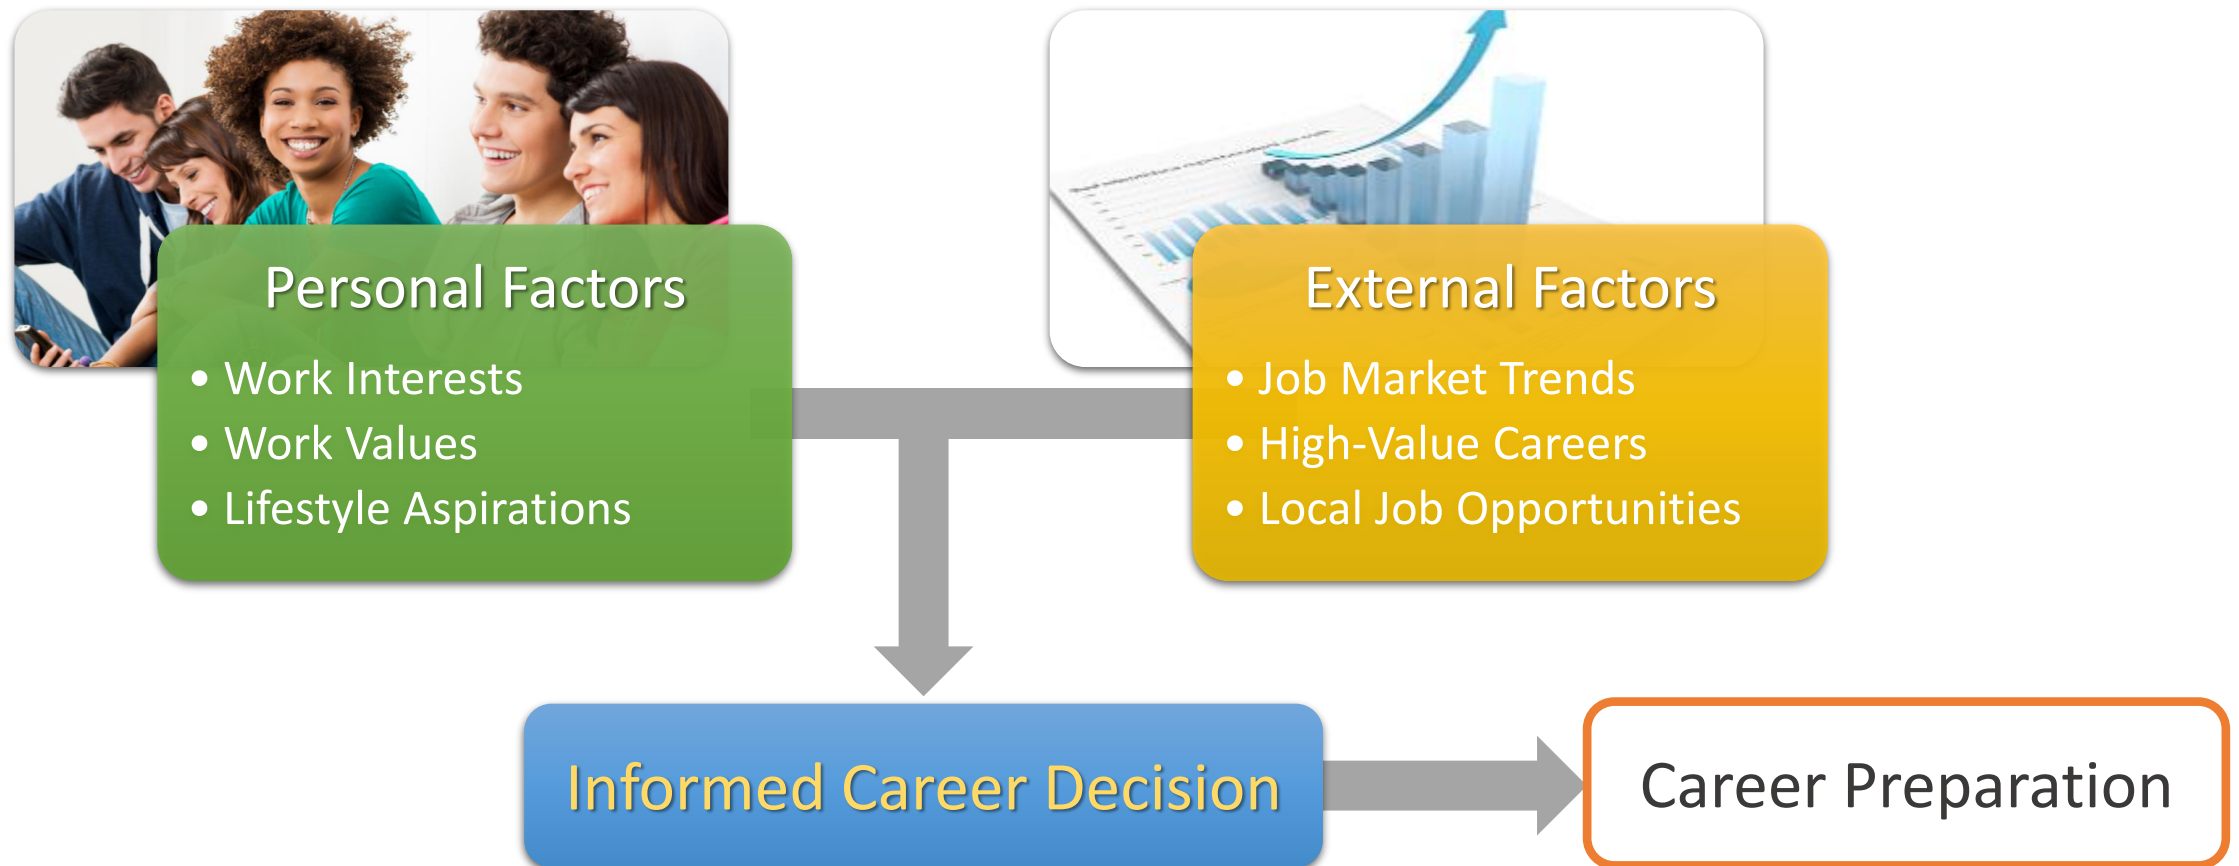 Personal Factors
• Work Interests
• Work Values
• Lifestyle Aspirations
External Factors
• Job Market Trends
• High-Value Careers
• Local Job Opportunities
Informed Career Decision
Career Preparation